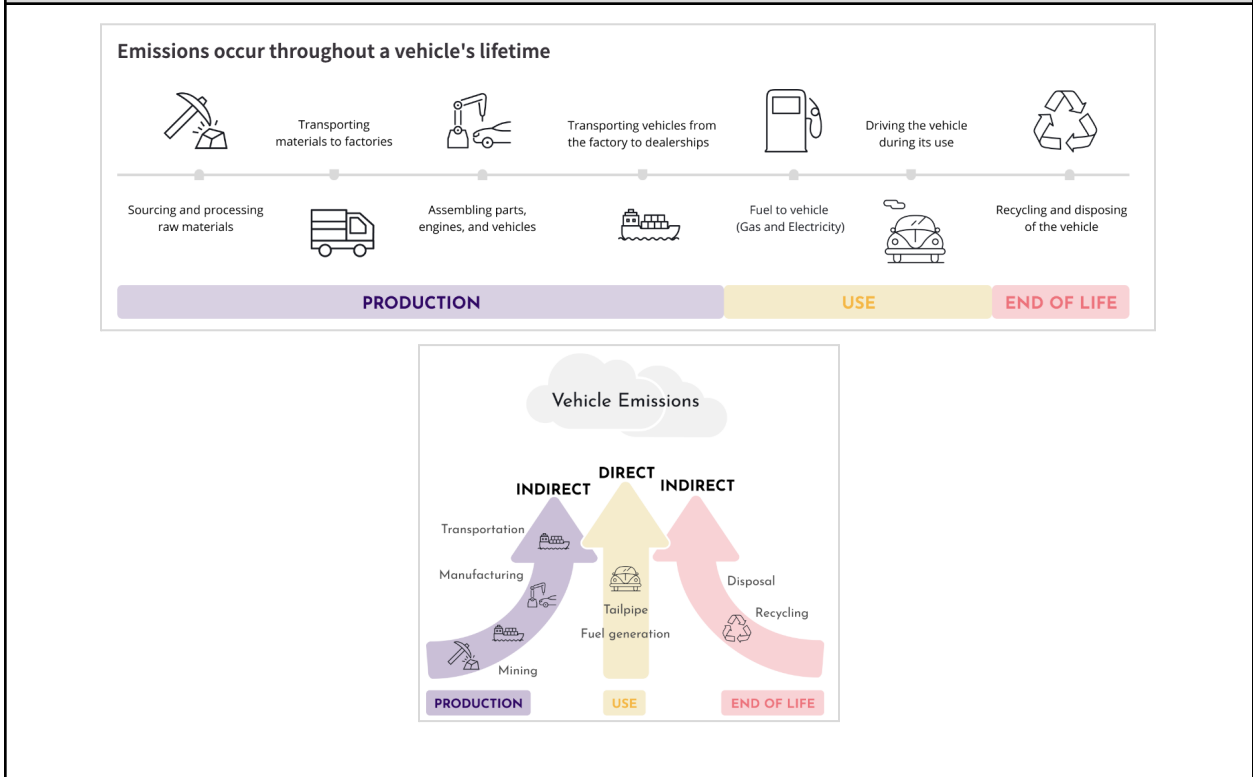 Emissions occur throughout a vehicle's lifetime
Transporting
materials to factories
Transporting vehicles from
the factory to dealerships
Driving the vehicle
during its use
Sourcing and processing
raw materials
Assembling parts,
engines, and vehicles
Fuel to vehicle
(Gas and Electricity)
Recycling and disposing
of the vehicle
PRODUCTION
USE
END OF LIFE
Vehicle Emissions
INDIRECT
DIRECT
INDIRECT
Transportation
Manufacturing
Mining
Tailpipe
Fuel generation
Disposal
Recycling
PRODUCTION
USE
END OF LIFE